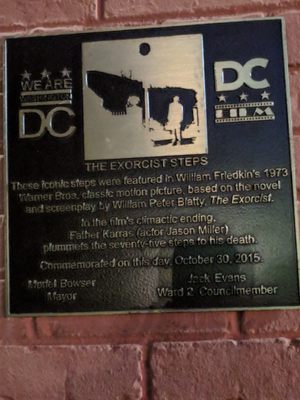 WE ARE
WASHINGTON
DC
DC
FILM
THE EXORCIST STEPS
These iconic steps were featured in William Friedkin's 1973
Warner Bros. classic motion picture, based on the novel
and screenplay by William Peter Blatty, The Exorcist.
In the film's climactic ending,
Father Karras (actor Jason Miller)
plummets the seventy-five steps to his death.
Commemorated on this day, October 30, 2015.
Muriel Bowser
Mayor
Jack Evans
Ward 2 Councilmember